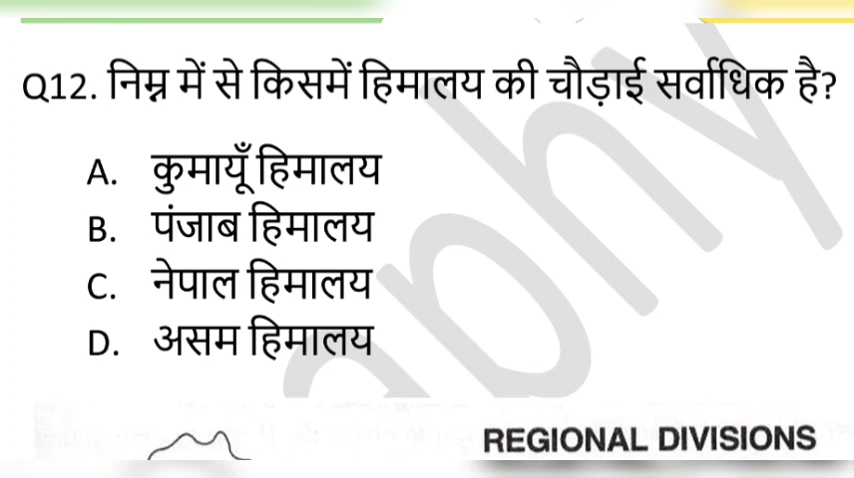 Q12. निम्न में से किसमें हिमालय की चौड़ाई सर्वाधिक है?
A. कुमायूँ हिमालय
B. पंजाब हिमालय
C. नेपाल हिमालय
D. असम हिमालय
REGIONAL DIVISIONS